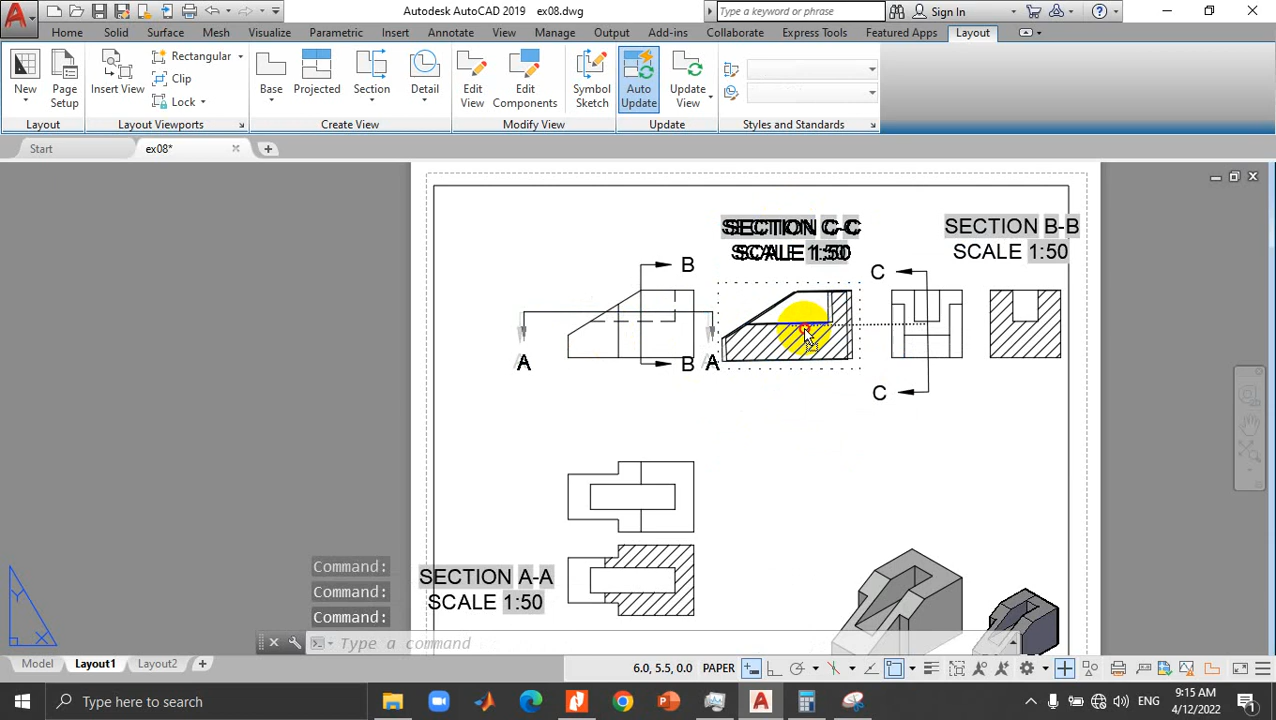 Autodesk AutoCAD 2019 ex08.dwg
Type a keyword or phrase
Sign In
Home Solid Surface Mesh Visualize Parametric Insert Annotate View Manage Output Add-ins Collaborate Express Tools Featured Apps Layout
New
Page Setup
Layout
Insert View
Rectangular
Clip
Lock
Layout Viewports
Base
Projected
Section
Detail
Create View
Edit View
Edit Components
Symbol Sketch
Modify View
Auto Update
Update View
Update
Styles and Standards
Start
ex08*
SECTION C-C
SCALE 1:50
SECTION B-B
SCALE 1:50
B
C
A
A
B
C
SECTION A-A
SCALE 1:50
Command:
Command:
Command:
Type a command
Y
X
Model Layout1 Layout2
6.0, 5.5, 0.0 PAPER
Type here to search
ENG
9:15 AM
4/12/2022